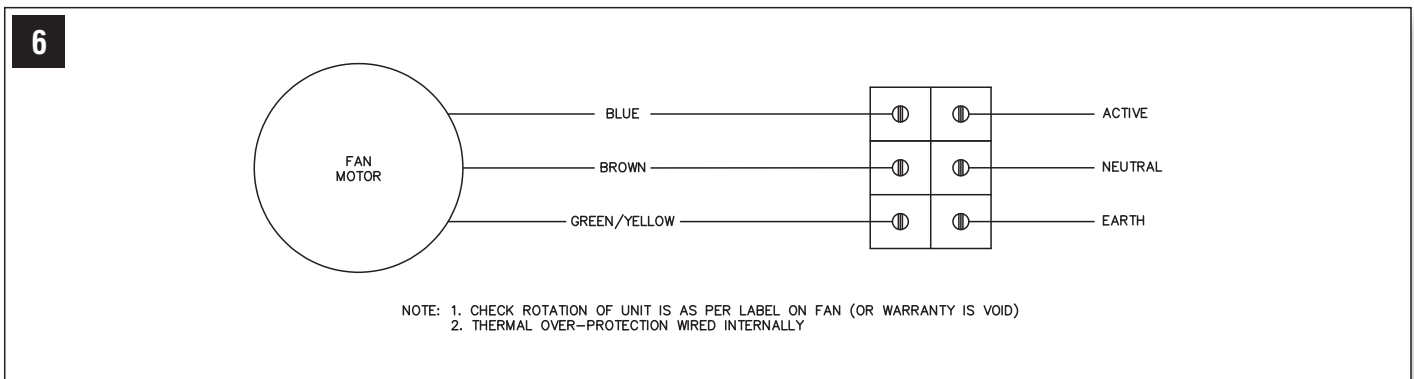 6
BLUE
ACTIVE
FAN
MOTOR
BROWN
NEUTRAL
GREEN/YELLOW
EARTH
NOTE: 1. CHECK ROTATION OF UNIT IS AS PER LABEL ON FAN (OR WARRANTY IS VOID)
2. THERMAL OVER-PROTECTION WIRED INTERNALLY